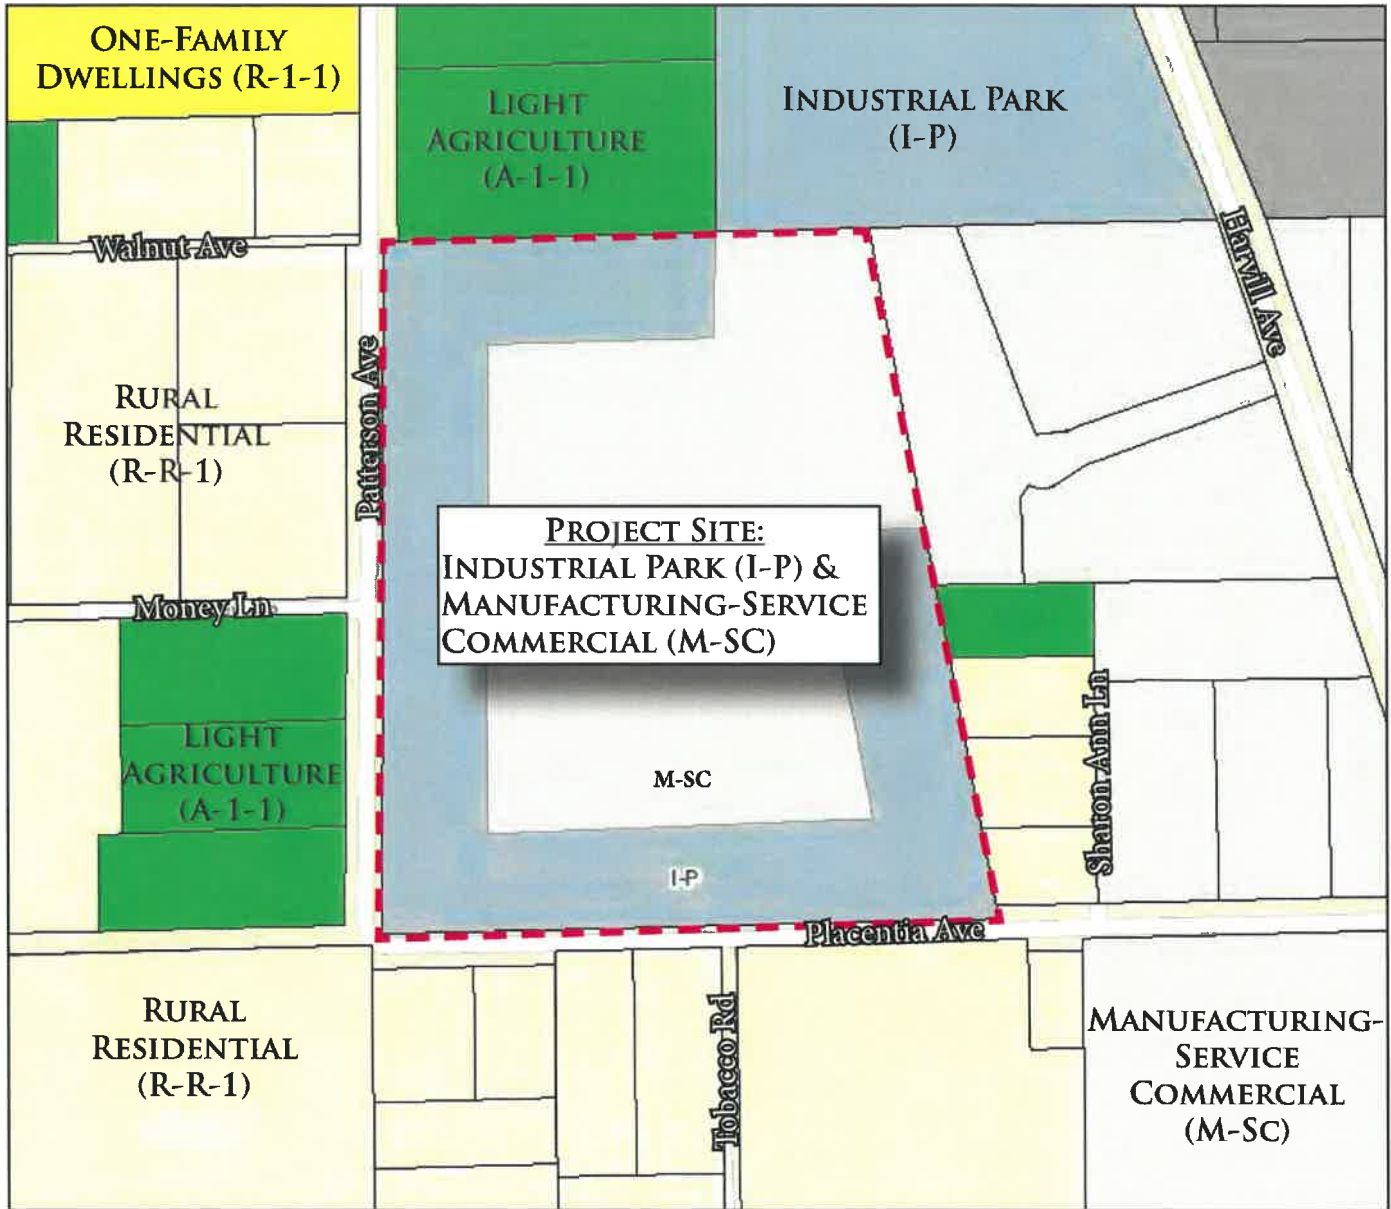 ONE-FAMILY
DWELLINGS (R-1-1)
LIGHT
AGRICULTURE
(A-1-1)
INDUSTRIAL PARK
(I-P)
Walnut Ave
Harvill Ave
Patterson Ave
RURAL
RESIDENTIAL
(R-R-1)
PROJECT SITE:
INDUSTRIAL PARK (I-P) &
MANUFACTURING-SERVICE
COMMERCIAL (M-SC)
Money Ln
LIGHT
AGRICULTURE
(A-1-1)
M-SC
Sharon Ann Ln
I-P
Placentia Ave
RURAL
RESIDENTIAL
(R-R-1)
Tobacco Rd
MANUFACTURING-
SERVICE
COMMERCIAL
(M-SC)